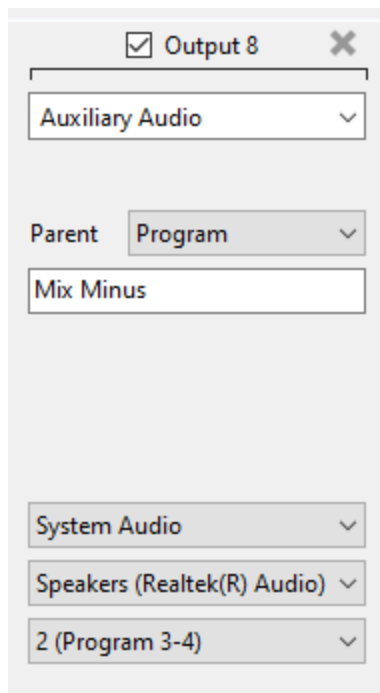 Output 8
Auxiliary Audio
Parent Program
Mix Minus
System Audio
Speakers (Realtek(R) Audio)
2 (Program 3-4)